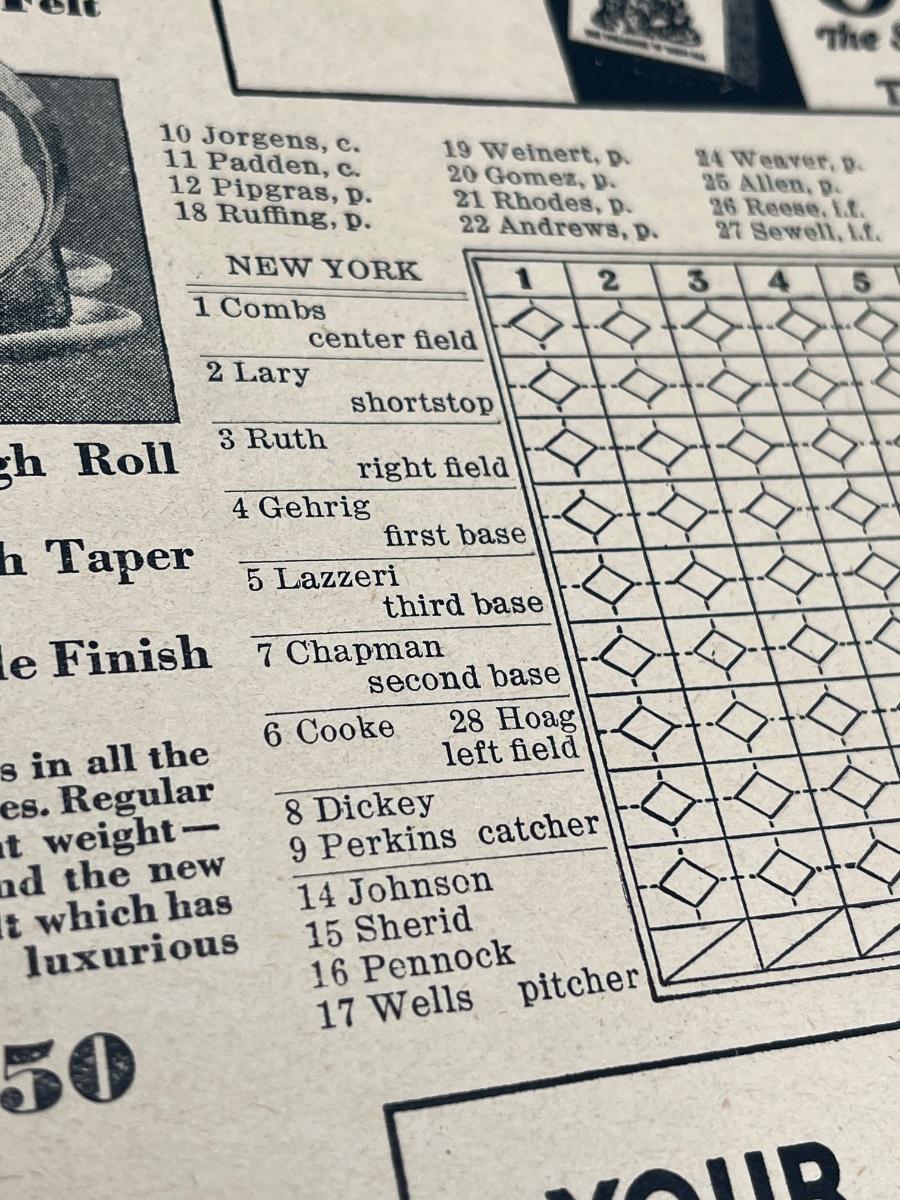 Felt
The
10 Jorgens, c.
11 Padden, c.
12 Pipgras, p.
18 Ruffing, p.
19 Weinert, p.
20 Gomez, p.
21 Rhodes, p.
22 Andrews, p.
24 Weaver, p.
25 Allen, p.
26 Reese, i.f.
27 Sewell, i.f.
NEW YORK 1 2 3 4 5
1 Combs
center field
2 Lary
shortstop
3 Ruth
right field
4 Gehrig
first base
5 Lazzeri
third base
7 Chapman
second base
6 Cooke 28 Hoag
left field
8 Dickey
9 Perkins catcher
14 Johnson
15 Sherid
16 Pennock
17 Wells pitcher
gh Roll
h Taper
le Finish
s in all the
es. Regular
t weight—
nd the new
lt which has
luxurious
50
YOUR